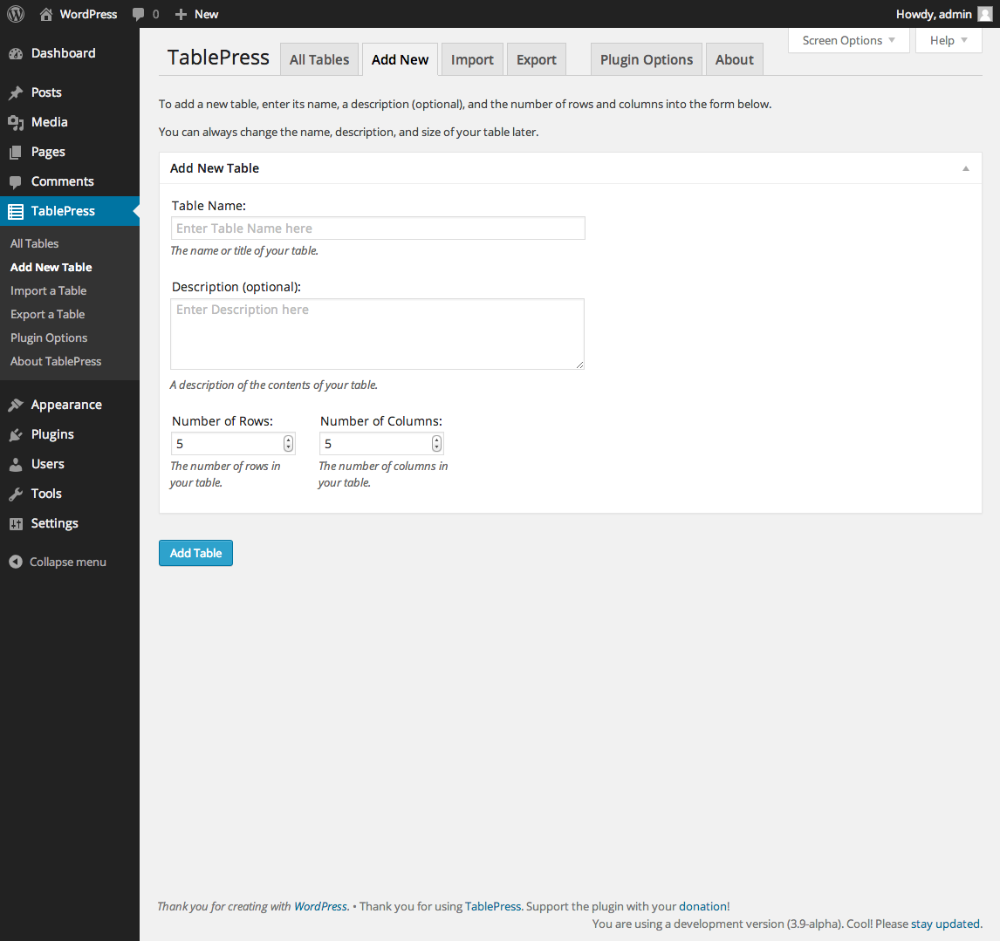 WordPress 0 New Howdy, admin
Screen Options Help
Dashboard
Posts
Media
Pages
Comments
TablePress
All Tables
Add New Table
Import a Table
Export a Table
Plugin Options
About TablePress
Appearance
Plugins
Users
Tools
Settings
Collapse menu
TablePress All Tables Add New Import Export Plugin Options About
To add a new table, enter its name, a description (optional), and the number of rows and columns into the form below.
You can always change the name, description, and size of your table later.
Add New Table
Table Name:
Enter Table Name here
The name or title of your table.
Description (optional):
Enter Description here
A description of the contents of your table.
Number of Rows: Number of Columns:
5 5
The number of rows in The number of columns in
your table. your table.
Add Table
Thank you for creating with WordPress. • Thank you for using TablePress. Support the plugin with your donation!
You are using a development version (3.9-alpha). Cool! Please stay updated.